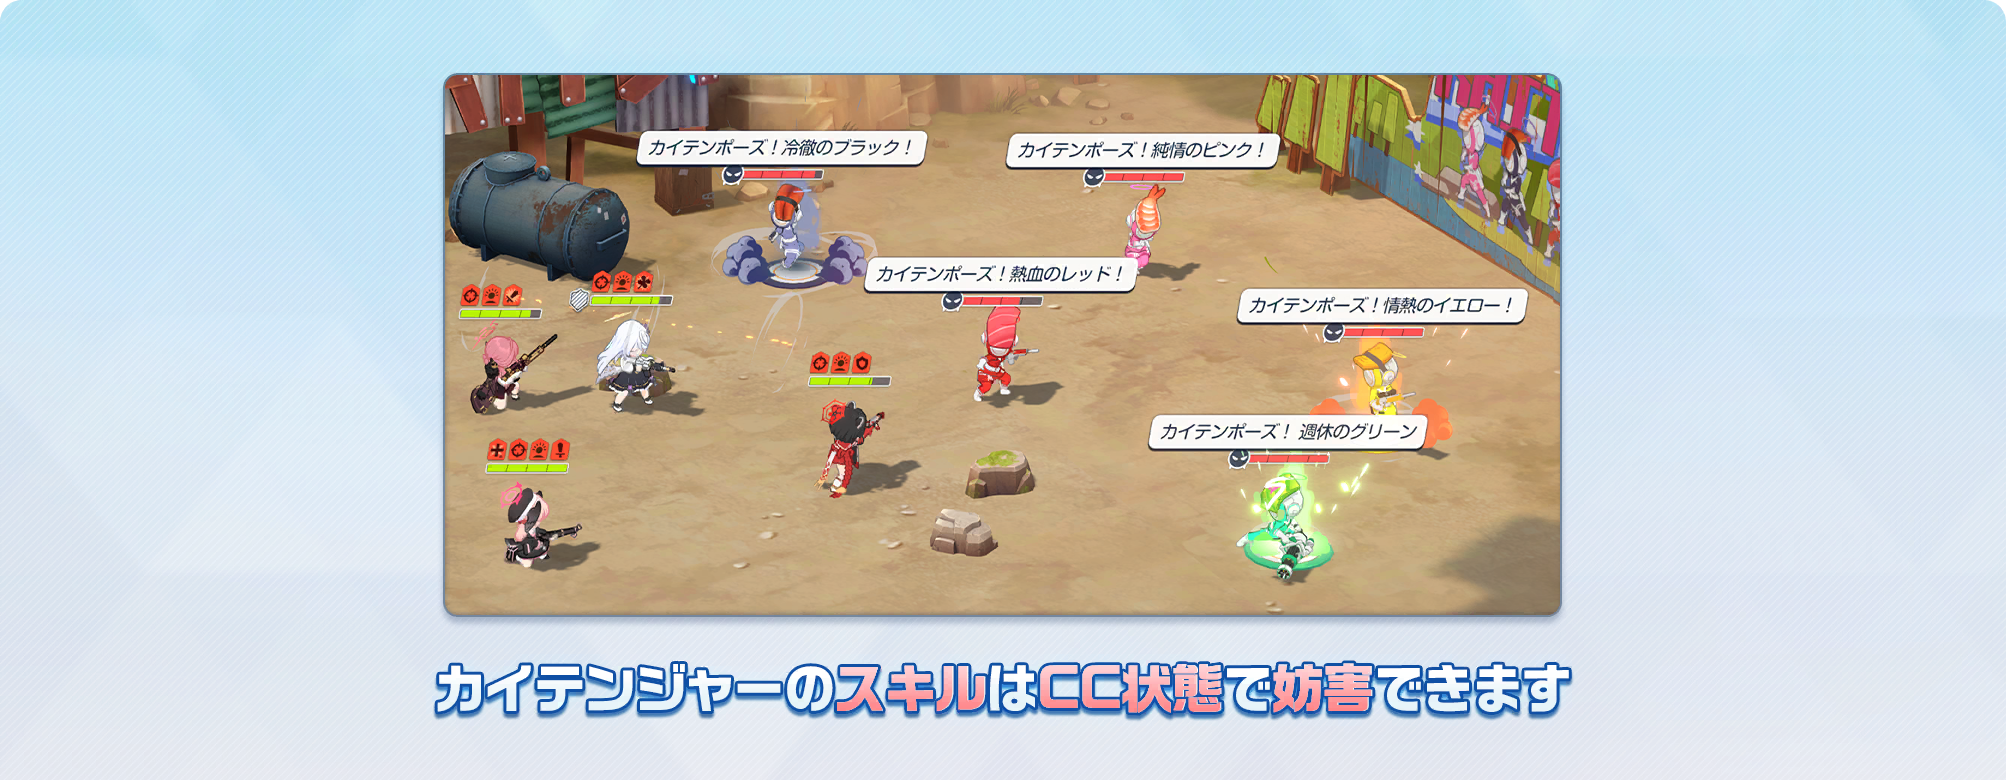 カイテンポーズ！冷徹のブラック！
カイテンポーズ！純情のピンク！
カイテンポーズ！熱血のレッド！
カイテンポーズ！情熱のイエロー！
カイテンポーズ！ 週休のグリーン
カイテンジャーのスキルはCC状態で妨害できます